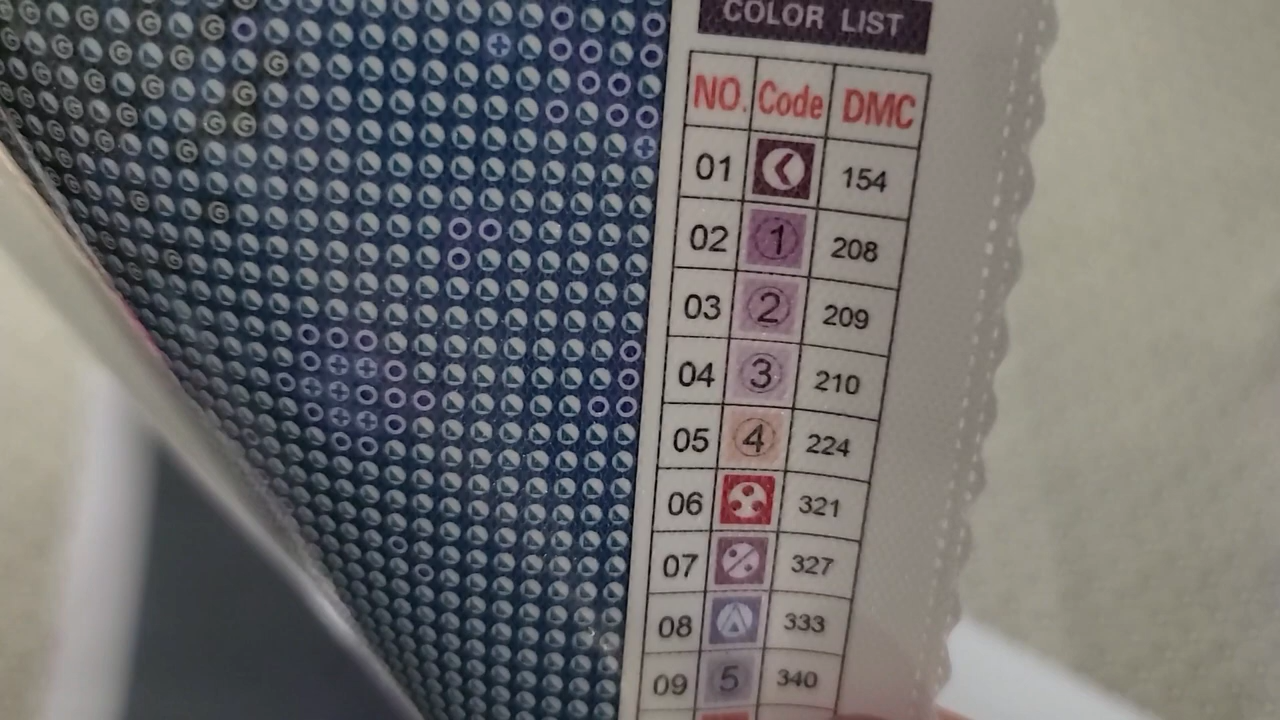 COLOR LIST
NO. Code DMC
01 154
02 1 208
03 2 209
04 3 210
05 4 224
06 321
07 % 327
08 333
09 5 340